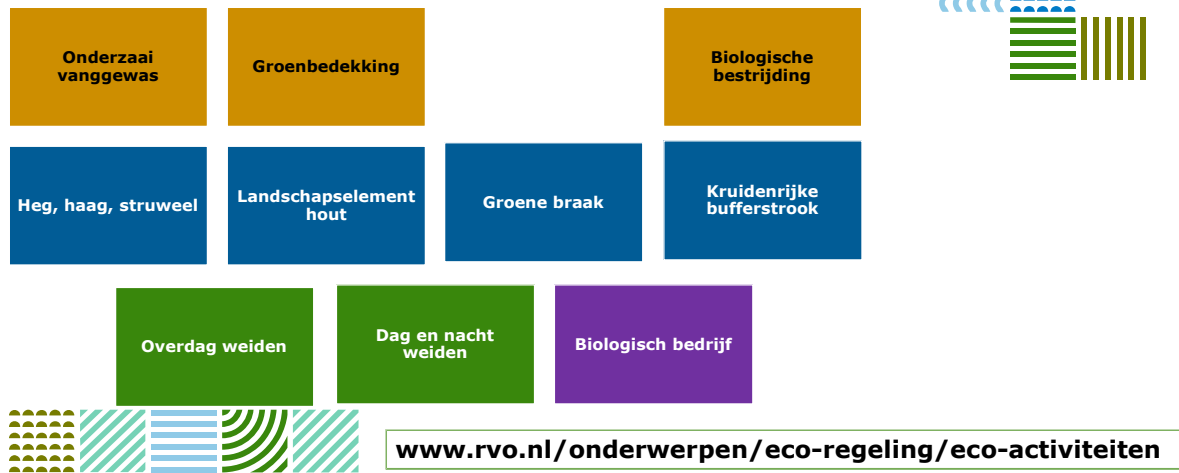 Onderzaai
vanggewas
Groenbedekking
Biologische
bestrijding
Heg, haag, struweel
Landschapselement
hout
Groene braak
Kruidenrijke
bufferstrook
Overdag weiden
Dag en nacht
weiden
Biologisch bedrijf
www.rvo.nl/onderwerpen/eco-regeling/eco-activiteiten